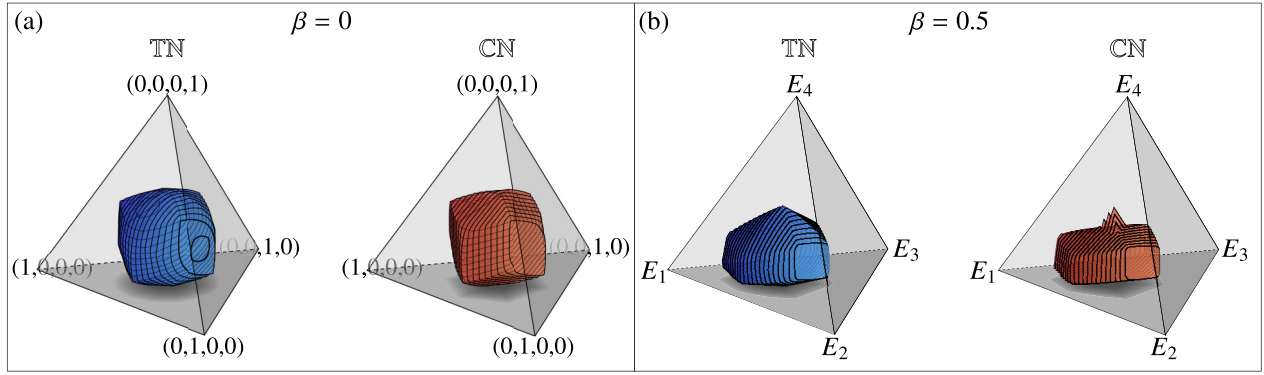 (a) β = 0
𝕋ℕ ℂℕ
(0,0,0,1) (0,0,0,1)
(1,0,0,0) (0,0,1,0) (1,0,0,0) (0,0,1,0)
(0,1,0,0) (0,1,0,0)
(b) β = 0.5
𝕋ℕ ℂℕ
E₄ E₄
E₁ E₃ E₁ E₃
E₂ E₂